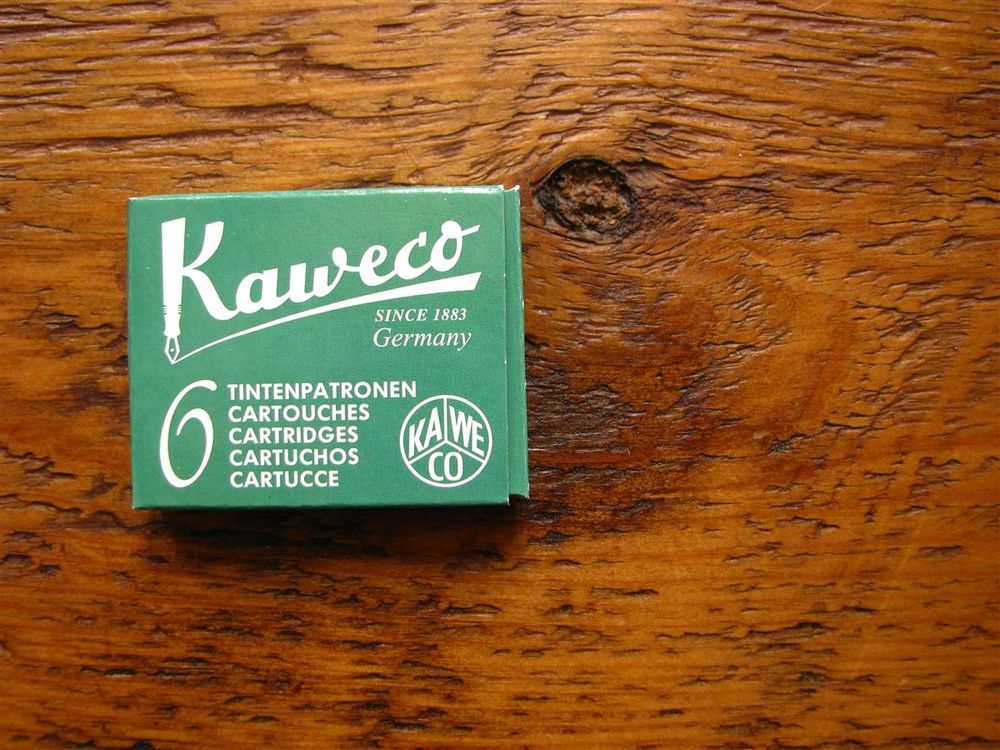 Kaweco
SINCE 1883
Germany
6
TINTENPATRONEN
CARTOUCHES
CARTRIDGES
CARTUCHOS
CARTUCCE
KA WE
CO